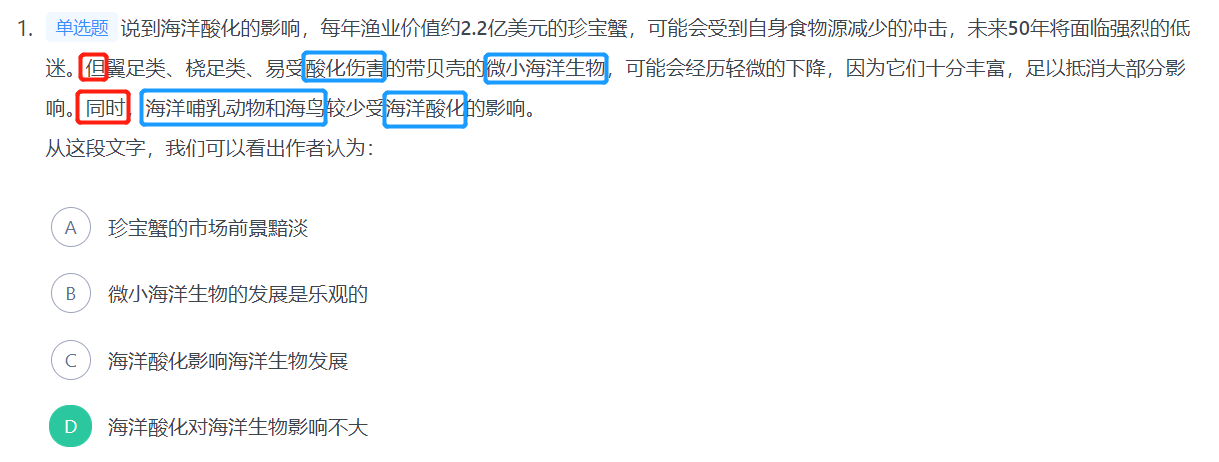 1. 单选题 说到海洋酸化的影响，每年渔业价值约2.2亿美元的珍宝蟹，可能会受到自身食物源减少的冲击，未来50年将面临强烈的低
迷。但翼足类、桡足类、易受酸化伤害的带贝壳的微小海洋生物，可能会经历轻微的下降，因为它们十分丰富，足以抵消大部分影
响。同时，海洋哺乳动物和海鸟较少受海洋酸化的影响。
从这段文字，我们可以看出作者认为：
A 珍宝蟹的市场前景黯淡
B 微小海洋生物的发展是乐观的
C 海洋酸化影响海洋生物发展
D 海洋酸化对海洋生物影响不大